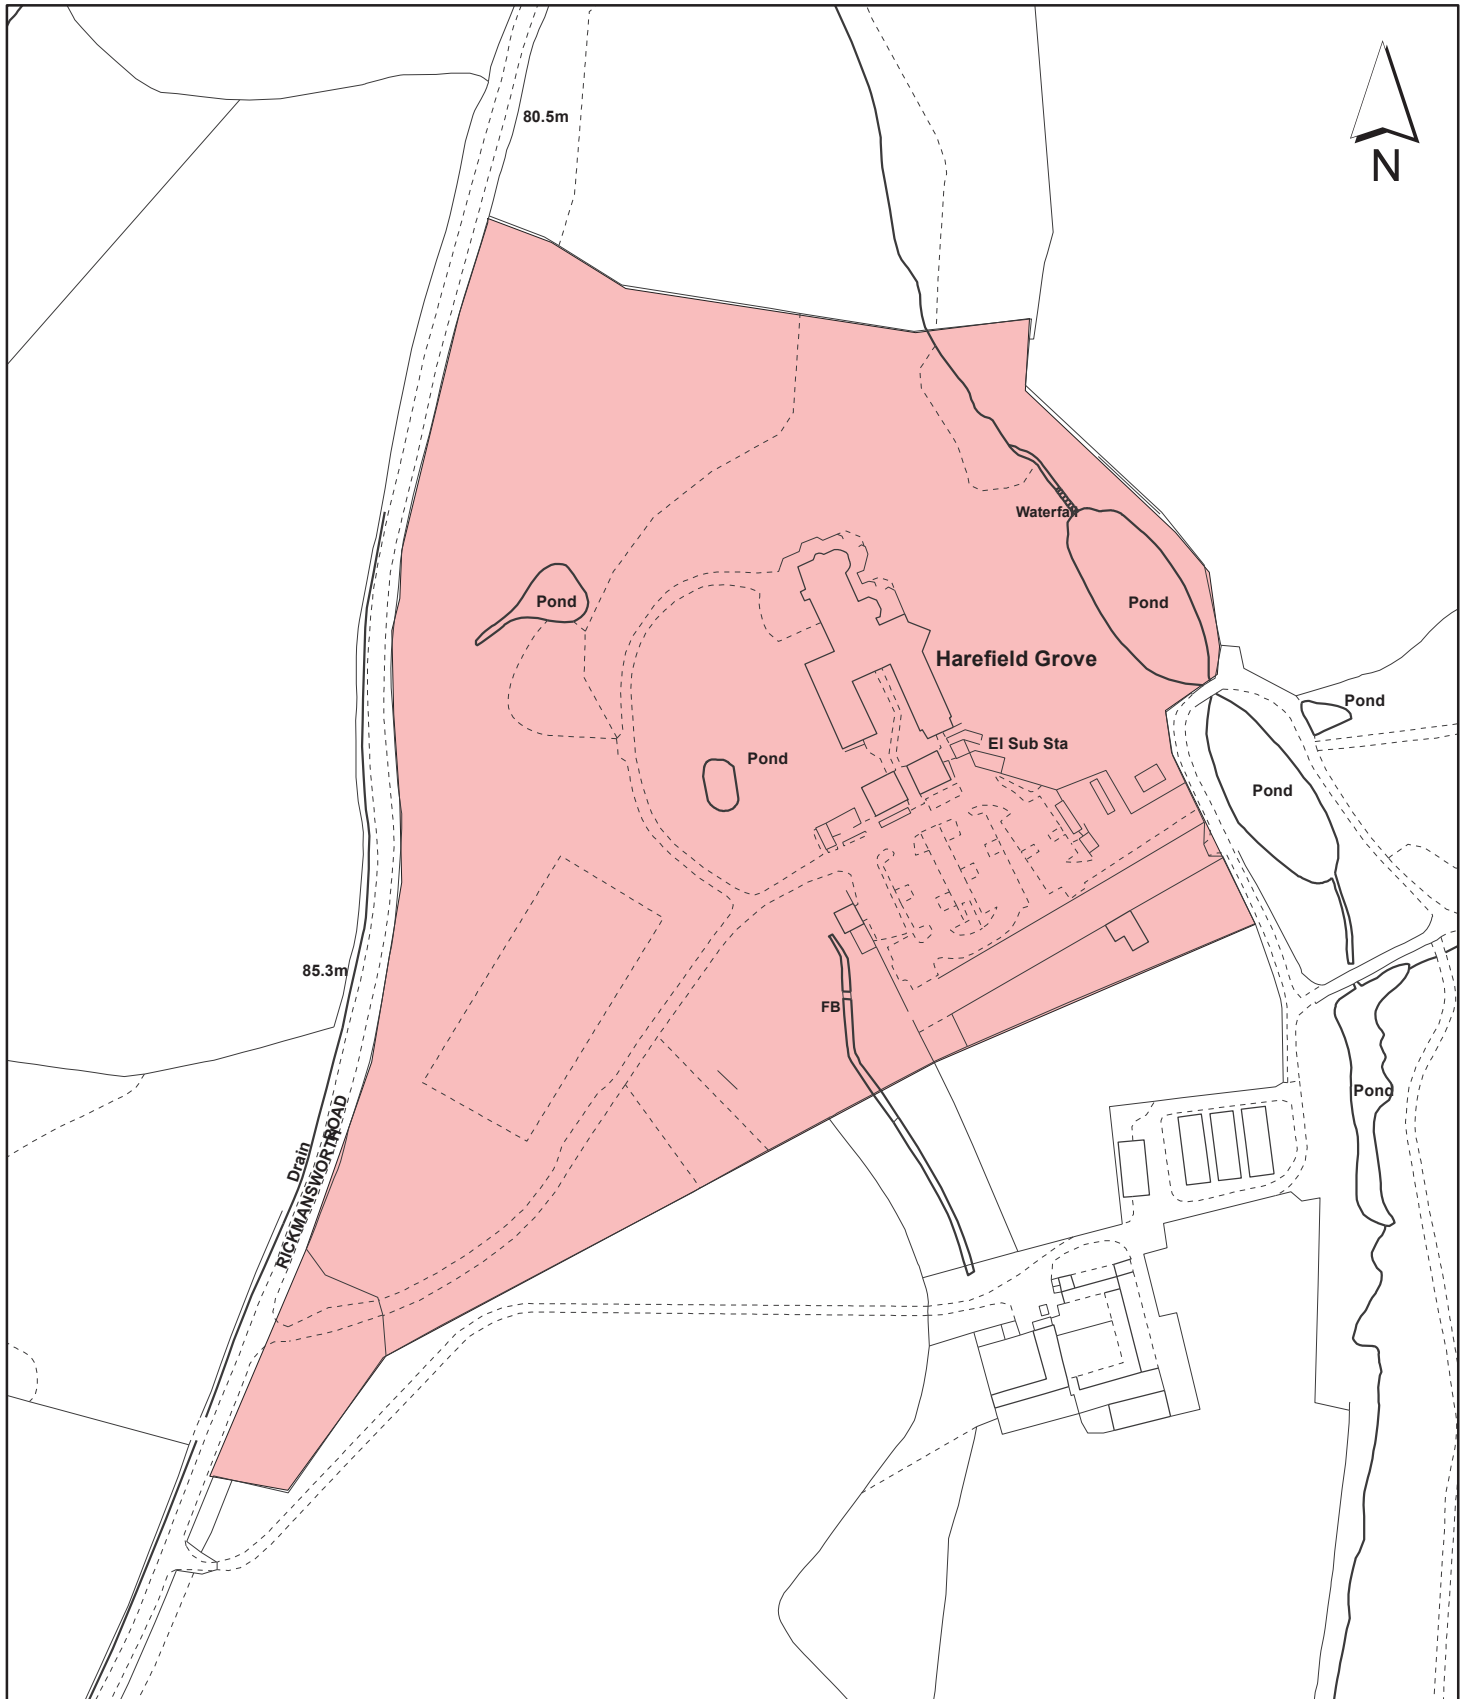 80.5m
N
Waterfall
Pond
Pond
Harefield Grove
Pond
El Sub Sta
Pond
Pond
85.3m
FB
Pond
Drain
RICKMANSWORTH ROAD